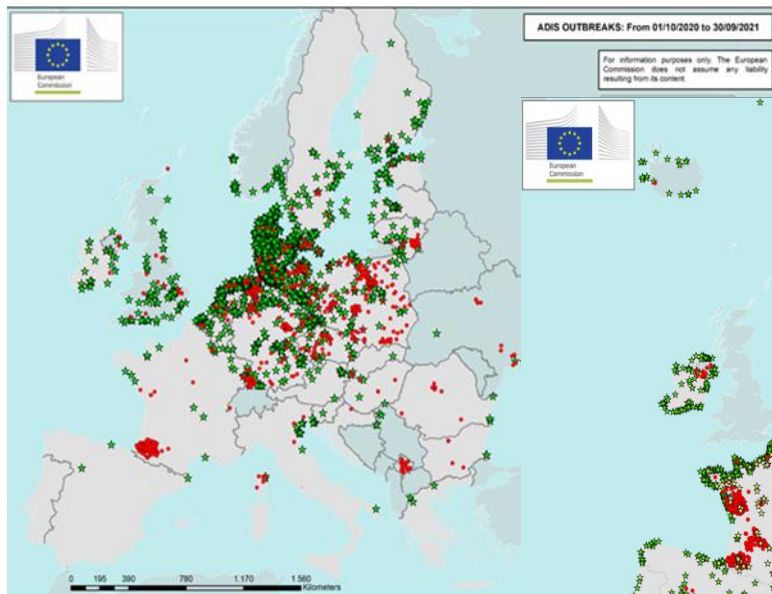 European
Commission
ADIS OUTBREAKS: From 01/10/2020 to 30/09/2021
For information purposes only. The European
Commission does not assume any liability
resulting from its content.
European
Commission
0 195 390 780 1.170 1.560
Kilometers